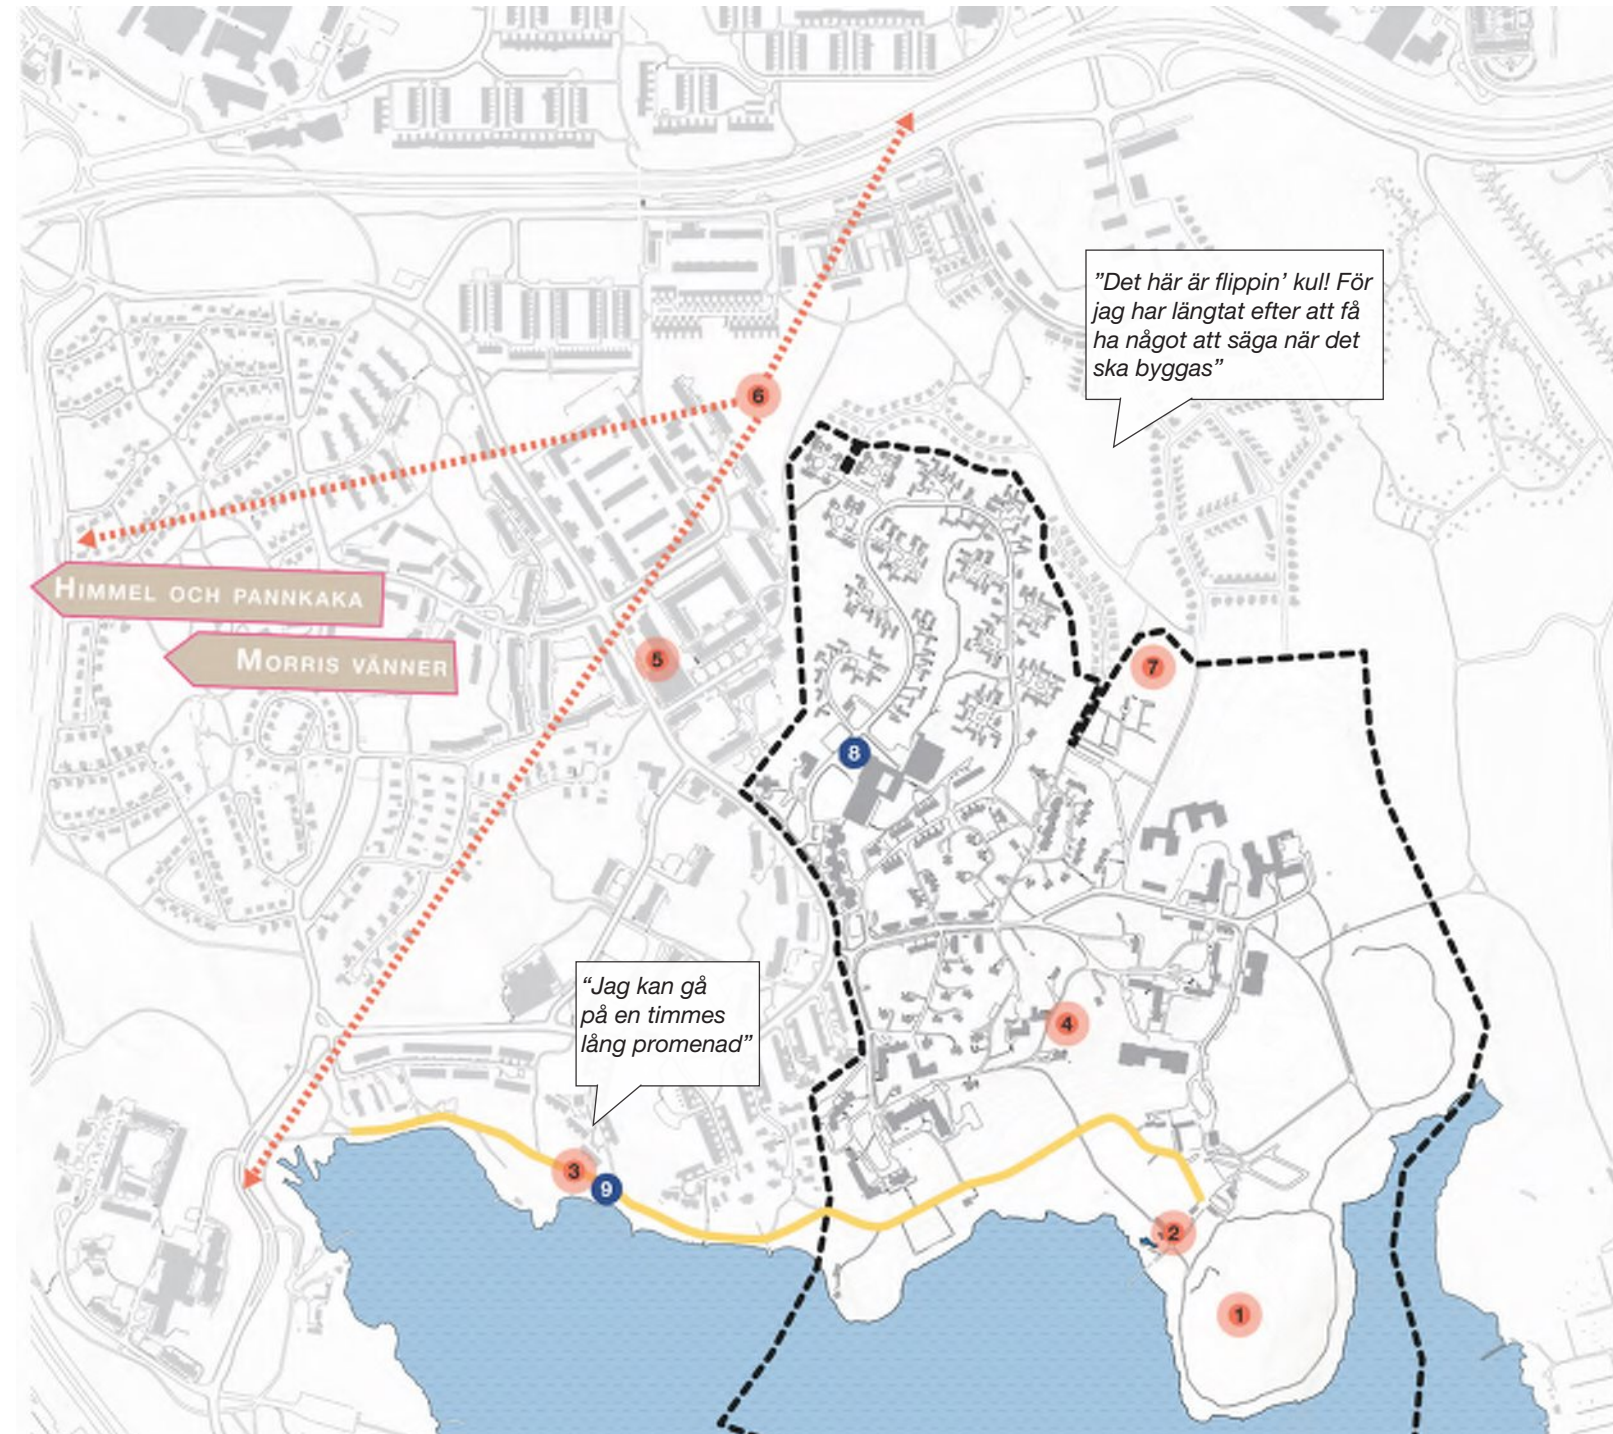 ”Det här är flippin’ kul! För
jag har längtat efter att få
ha något att säga när det
ska byggas”
6
HIMMEL OCH PANNKAKA
MORRIS VÄNNER
5
7
8
“Jag kan gå
på en timmes
lång promenad”
4
3
9
2
1